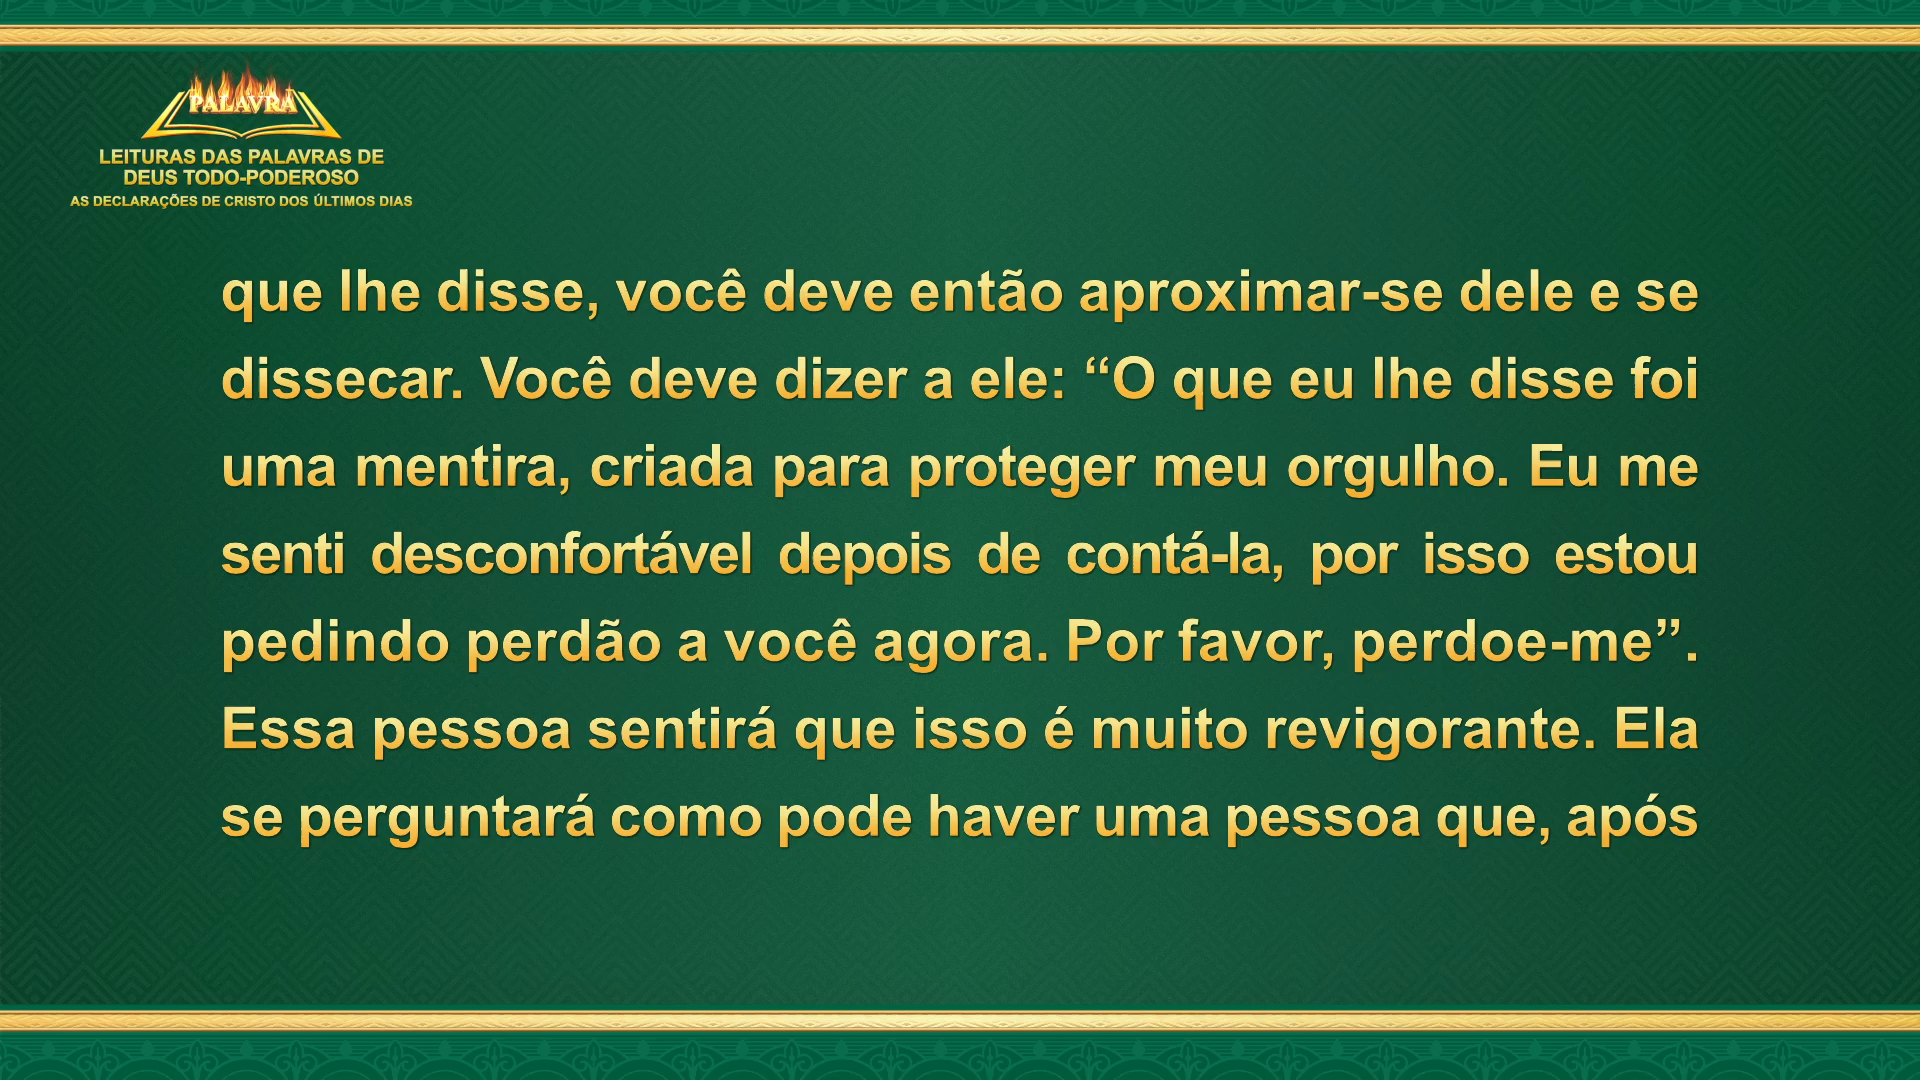 PALAVRA
LEITURAS DAS PALAVRAS DE
DEUS TODO-PODEROSO
AS DECLARAÇÕES DE CRISTO DOS ÚLTIMOS DIAS
que lhe disse, você deve então aproximar-se dele e se
dissecar. Você deve dizer a ele: “O que eu lhe disse foi
uma mentira, criada para proteger meu orgulho. Eu me
senti desconfortável depois de contá-la, por isso estou
pedindo perdão a você agora. Por favor, perdoe-me”.
Essa pessoa sentirá que isso é muito revigorante. Ela
se perguntará como pode haver uma pessoa que, após